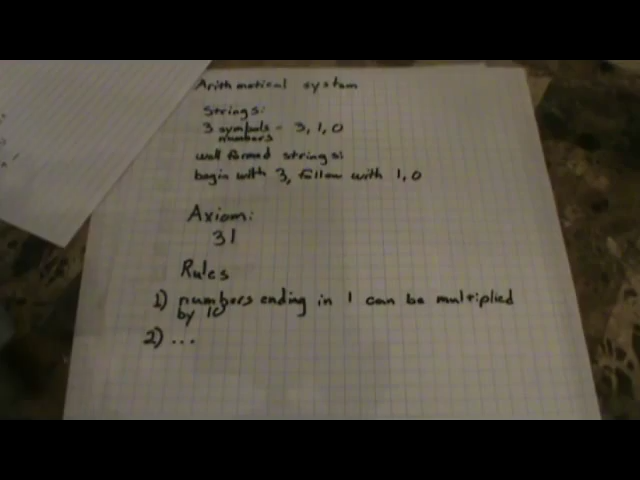 Arithmetical system
Strings:
3 symbols - 3, 1, 0
numbers
well formed strings:
begin with 3, follow with 1, 0
Axiom:
31
Rules
1) numbers ending in 1 can be multiplied
by 10
2) ...